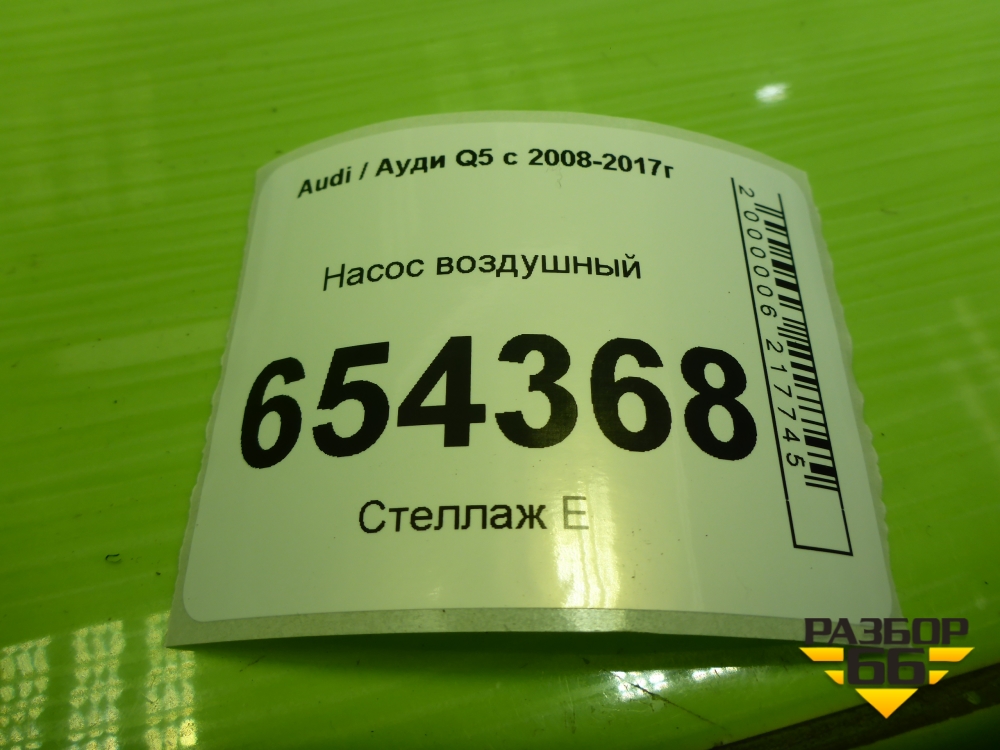 Audi / Ауди Q5 с 2008-2017г
Насос воздушный
654368
Стеллаж Е
2000006217745
РАЗБОР
66